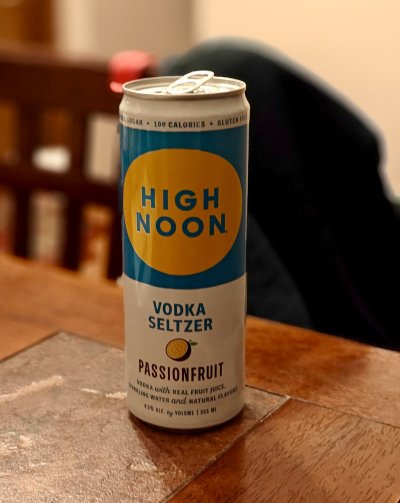 SUGAR • 100 CALORIES • GLUTEN
HIGH
NOON
VODKA
SELTZER
PASSIONFRUIT
VODKA with REAL FRUIT JUICE,
SPARKLING WATER and NATURAL FLAVORS
4.5% ALC. by VOLUME | 355 ML